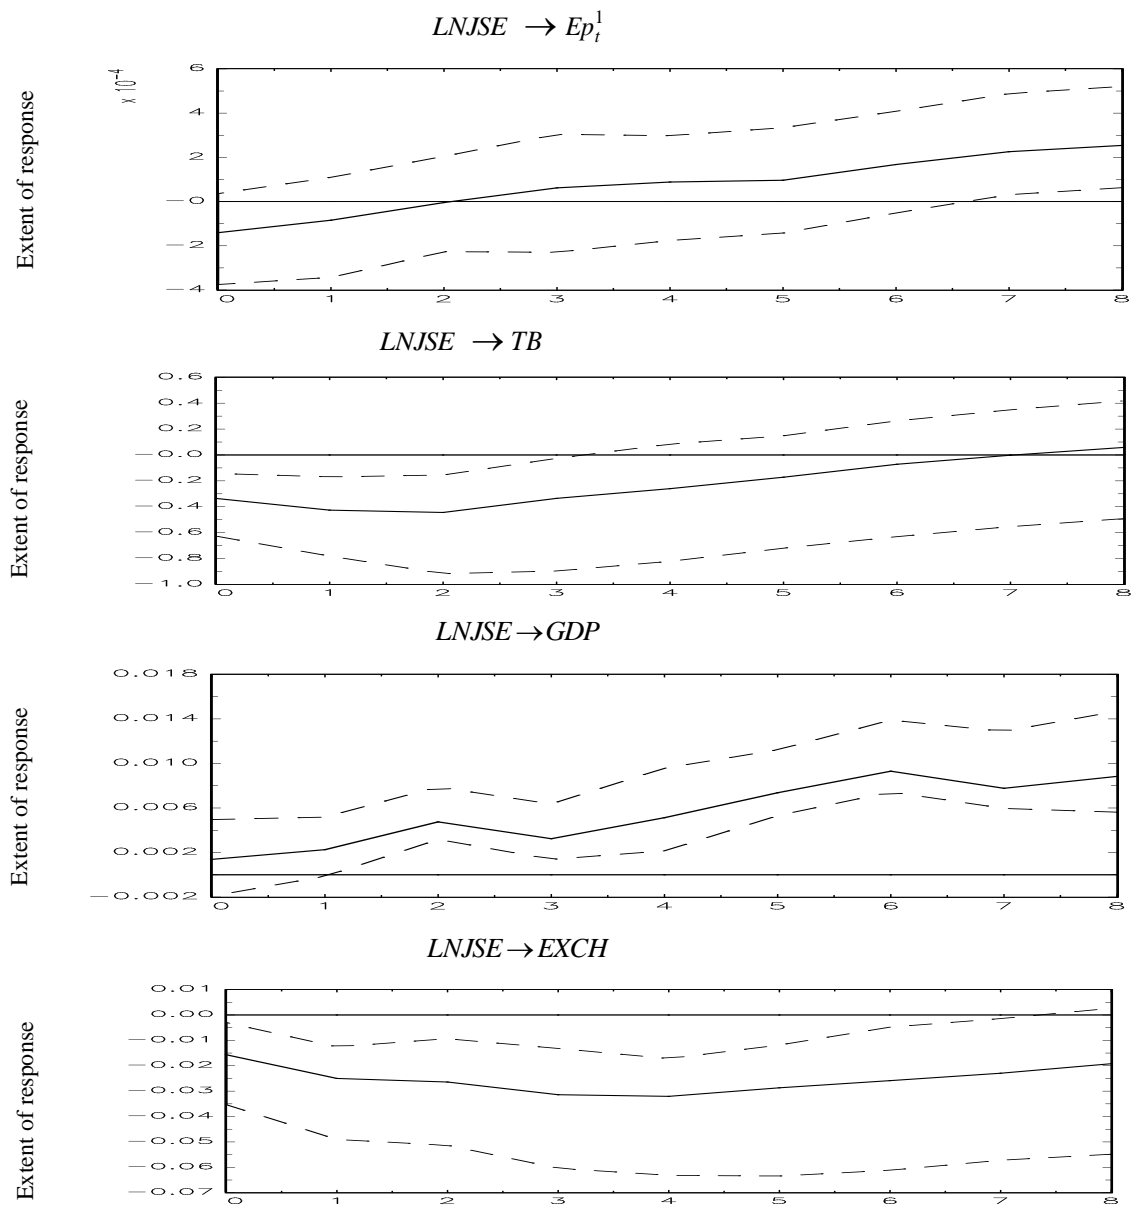 LNJSE → Ep_t^1
x 10^-4
Extent of response
6
4
2
−0
−2
−4
0 1 2 3 4 5 6 7 8
LNJSE → TB
Extent of response
0.6
0.4
0.2
−0.0
−0.2
−0.4
−0.6
−0.8
−1.0
0 1 2 3 4 5 6 7 8
LNJSE → GDP
Extent of response
0.018
0.014
0.010
0.006
0.002
−0.002
0 1 2 3 4 5 6 7 8
LNJSE → EXCH
Extent of response
0.01
0.00
−0.01
−0.02
−0.03
−0.04
−0.05
−0.06
−0.07
0 1 2 3 4 5 6 7 8